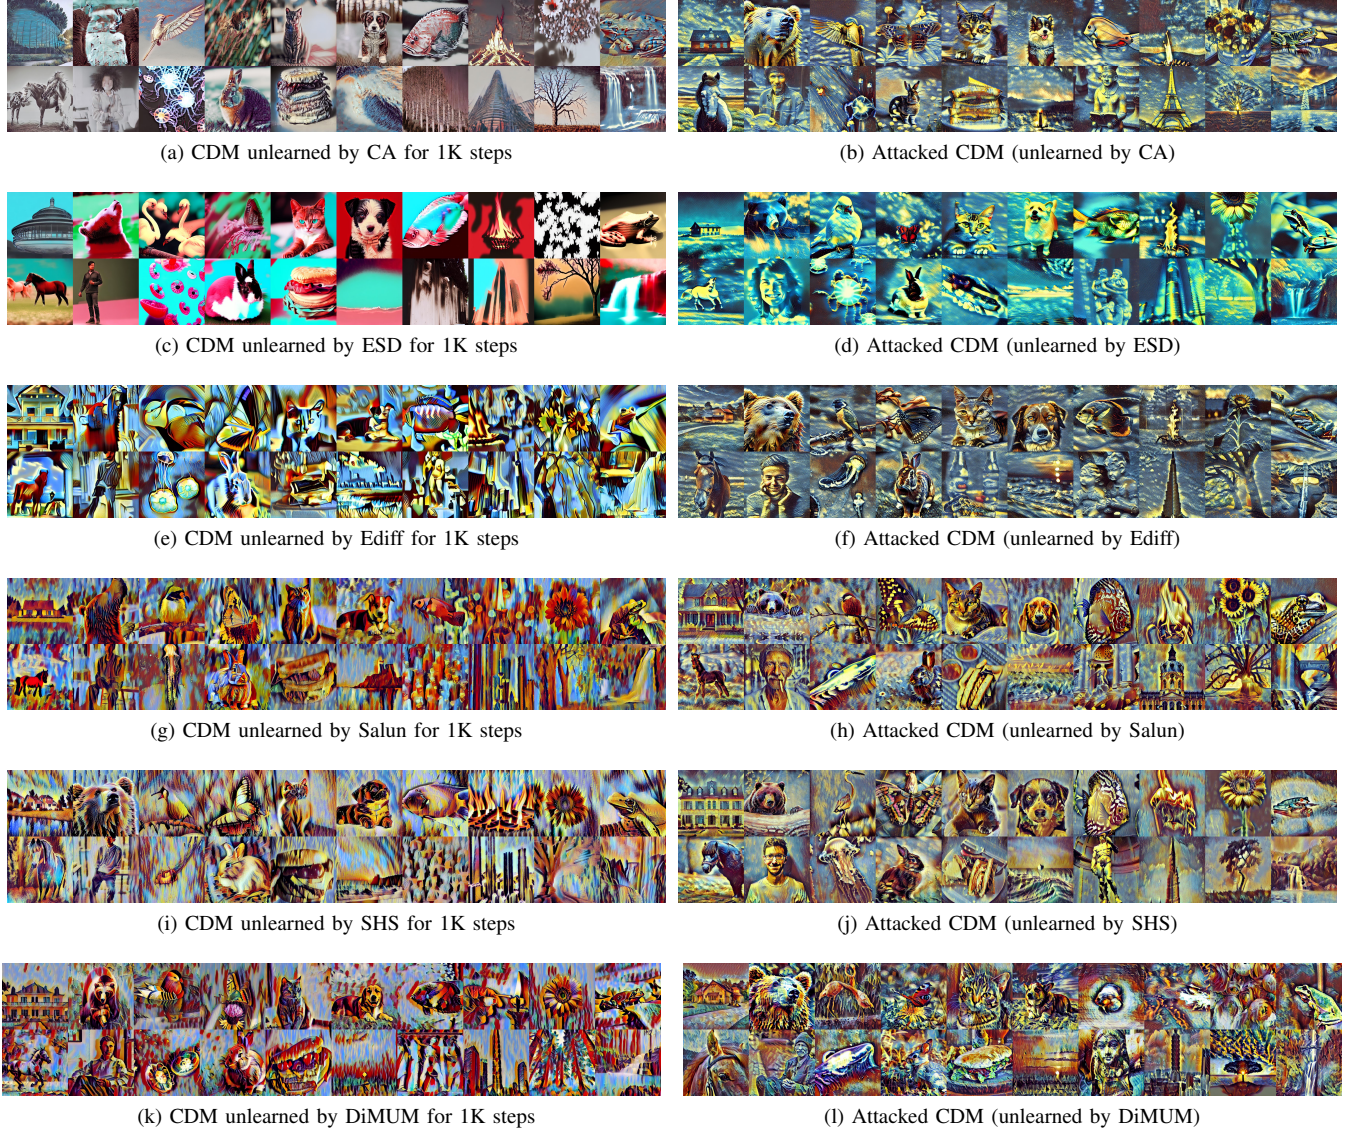 (a) CDM unlearned by CA for 1K steps
(b) Attacked CDM (unlearned by CA)
(c) CDM unlearned by ESD for 1K steps
(d) Attacked CDM (unlearned by ESD)
(e) CDM unlearned by Ediff for 1K steps
(f) Attacked CDM (unlearned by Ediff)
(g) CDM unlearned by Salun for 1K steps
(h) Attacked CDM (unlearned by Salun)
(i) CDM unlearned by SHS for 1K steps
(j) Attacked CDM (unlearned by SHS)
(k) CDM unlearned by DiMUM for 1K steps
(l) Attacked CDM (unlearned by DiMUM)